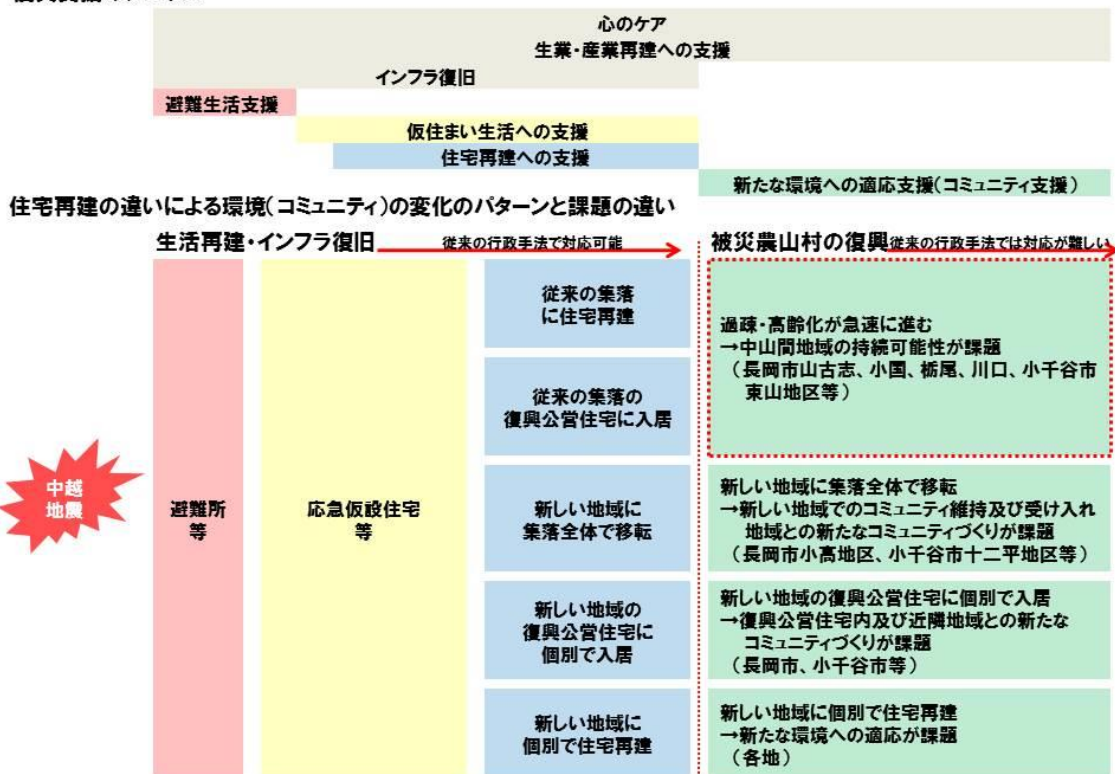 心のケア
生業・産業再建への支援
インフラ復旧
避難生活支援
仮住まい生活への支援
住宅再建への支援
新たな環境への適応支援（コミュニティ支援）
住宅再建の違いによる環境（コミュニティ）の変化のパターンと課題の違い
生活再建・インフラ復旧
従来の行政手法で対応可能
被災農山村の復興
従来の行政手法では対応が難しい
中越
地震
避難所
等
応急仮設住宅
等
従来の集落
に住宅再建
従来の集落の
復興公営住宅に入居
新しい地域に
集落全体で移転
新しい地域の
復興公営住宅に
個別で入居
新しい地域に
個別で住宅再建
過疎・高齢化が急速に進む
→中山間地域の持続可能性が課題
（長岡市山古志、小国、栃尾、川口、小千谷市
東山地区等）
新しい地域に集落全体で移転
→新しい地域でのコミュニティ維持及び受け入れ
地域との新たなコミュニティづくりが課題
（長岡市小高地区、小千谷市十二平地区等）
新しい地域の復興公営住宅に個別で入居
→復興公営住宅内及び近隣地域との新たな
コミュニティづくりが課題
（長岡市、小千谷市等）
新しい地域に個別で住宅再建
→新たな環境への適応が課題
（各地）